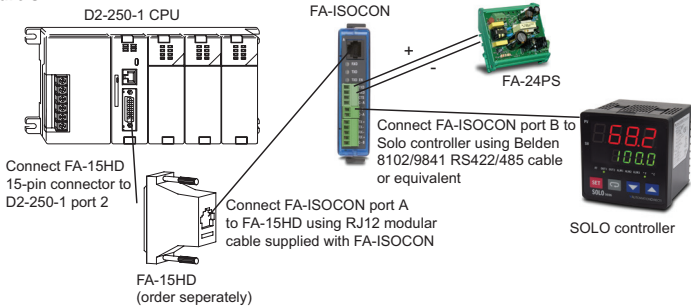 D2-250-1 CPU
FA-ISOCON
+
-
FA-24PS
Connect FA-ISOCON port B to
Solo controller using Belden
8102/9841 RS422/485 cable
or equivalent
Connect FA-15HD
15-pin connector to
D2-250-1 port 2
Connect FA-ISOCON port A
to FA-15HD using RJ12 modular
cable supplied with FA-ISOCON
FA-15HD
(order seperately)
68.2
100.0
SET
SOLO
SOLO controller